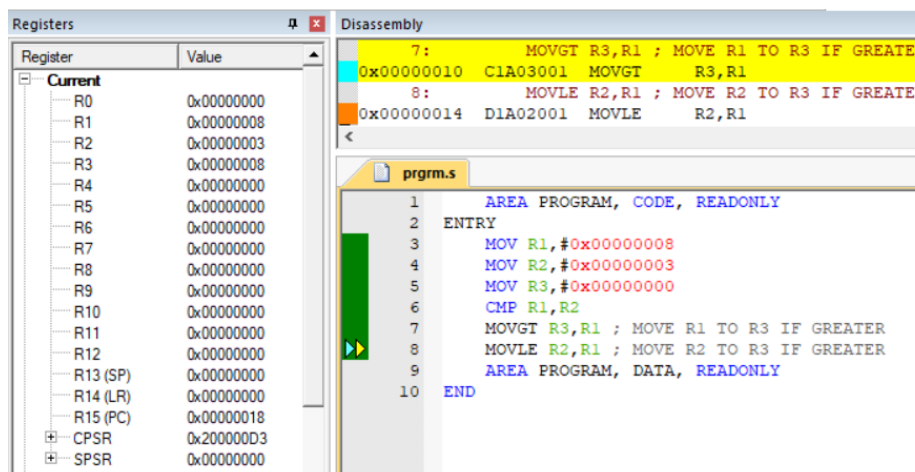 Registers
Register Value
Current
R0 0x00000000
R1 0x00000008
R2 0x00000003
R3 0x00000008
R4 0x00000000
R5 0x00000000
R6 0x00000000
R7 0x00000000
R8 0x00000000
R9 0x00000000
R10 0x00000000
R11 0x00000000
R12 0x00000000
R13 (SP) 0x00000000
R14 (LR) 0x00000000
R15 (PC) 0x00000018
CPSR 0x200000D3
SPSR 0x00000000
Disassembly
7: MOVGT R3,R1 ; MOVE R1 TO R3 IF GREATE
0x00000010 C1A03001 MOVGT R3,R1
8: MOVLE R2,R1 ; MOVE R2 TO R3 IF GREATE
0x00000014 D1A02001 MOVLE R2,R1
prgrm.s
1 AREA PROGRAM, CODE, READONLY
2 ENTRY
3 MOV R1,#0x00000008
4 MOV R2,#0x00000003
5 MOV R3,#0x00000000
6 CMP R1,R2
7 MOVGT R3,R1 ; MOVE R1 TO R3 IF GREATER
8 MOVLE R2,R1 ; MOVE R2 TO R3 IF GREATER
9 AREA PROGRAM, DATA, READONLY
10 END